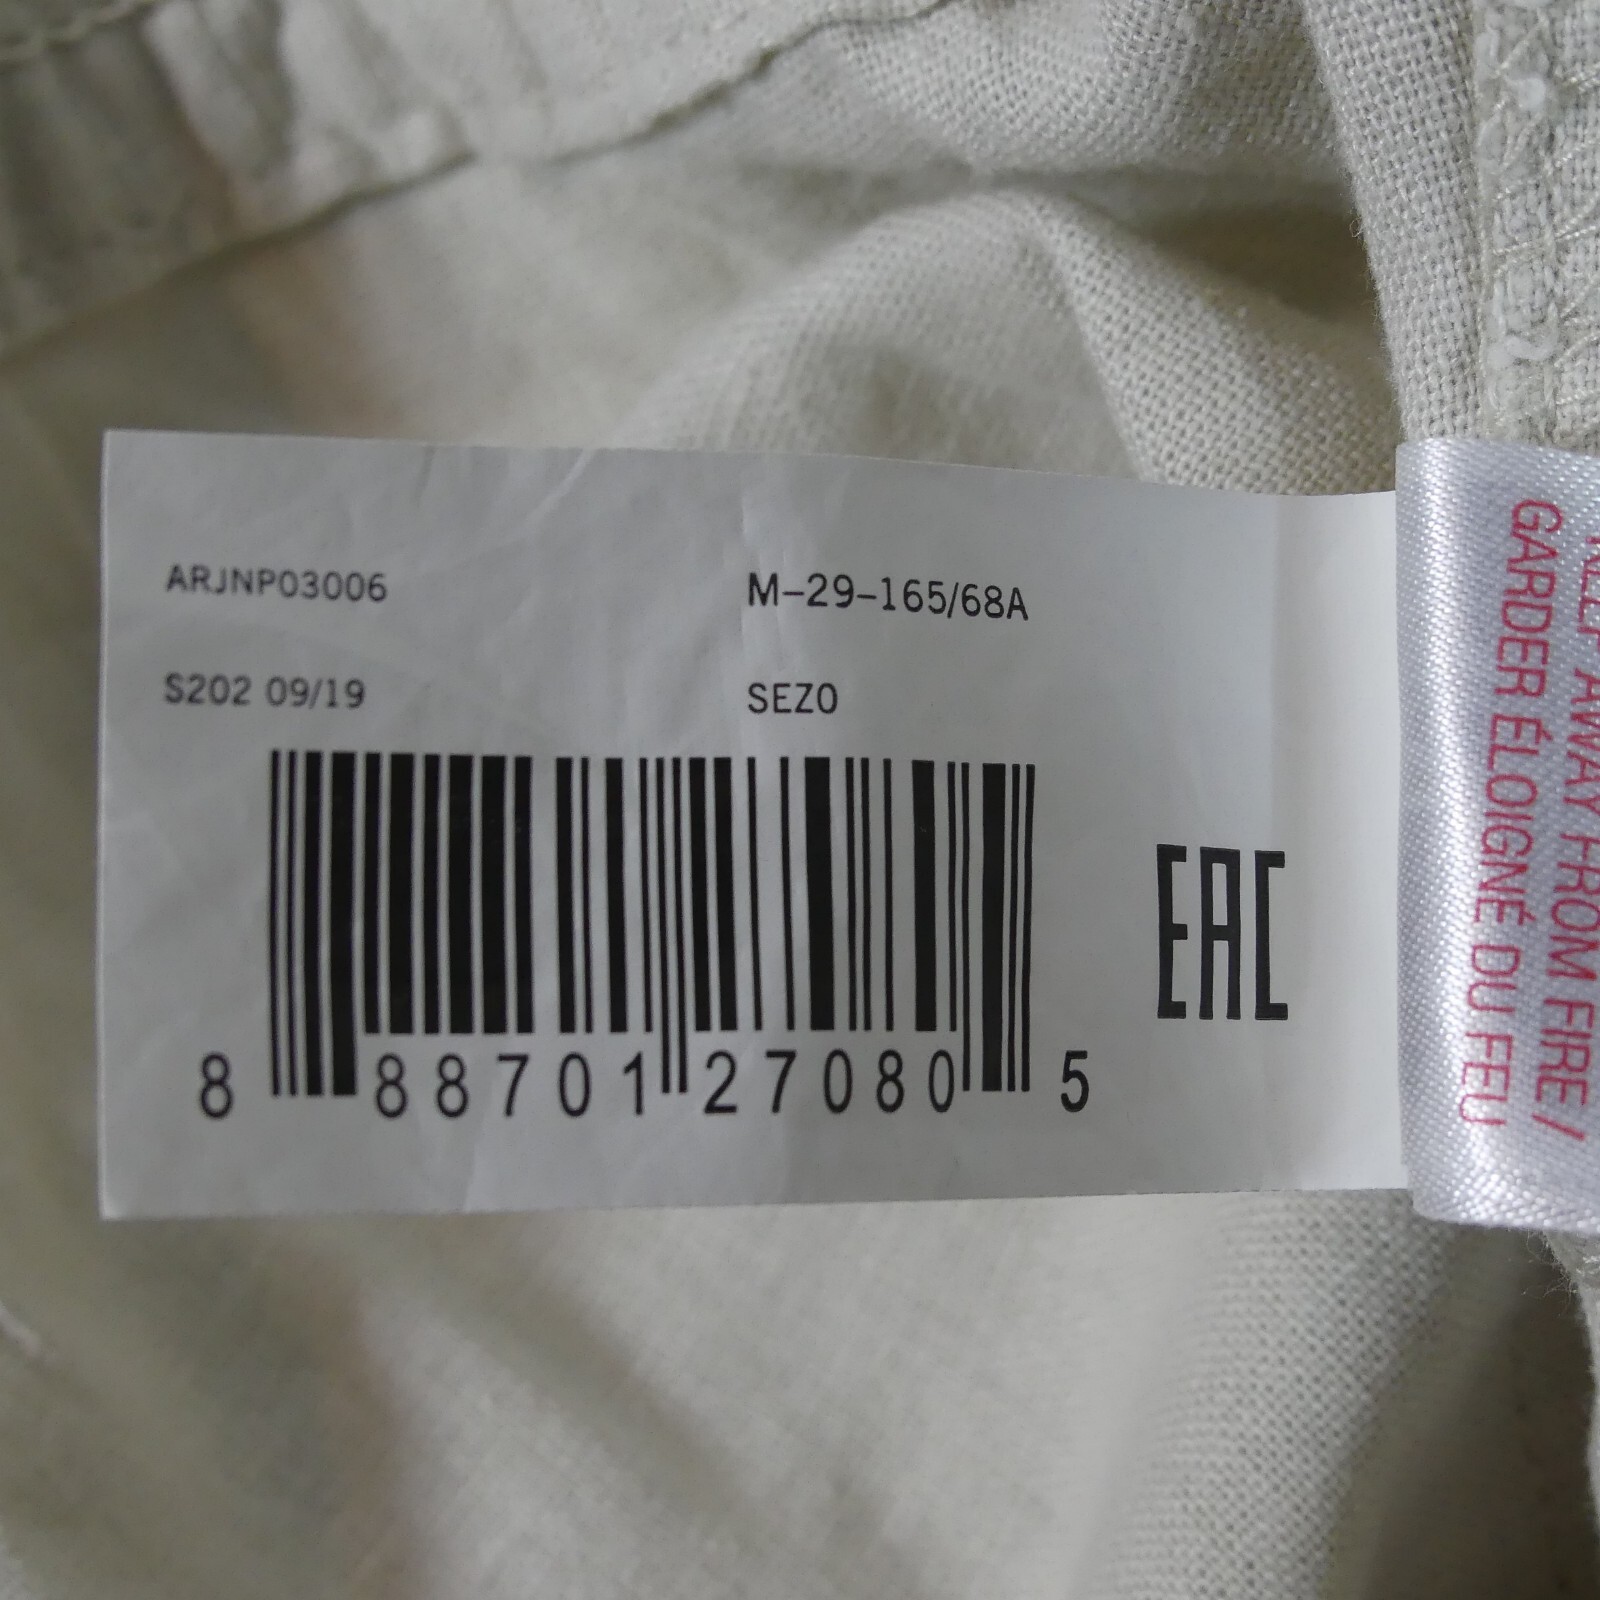 ARJNP03006
M-29-165/68A
S202 09/19
SEZO
8 88701 27080 5
EAC
KEEP AWAY FROM FIRE /
GARDER ÉLOIGNÉ DU FEU